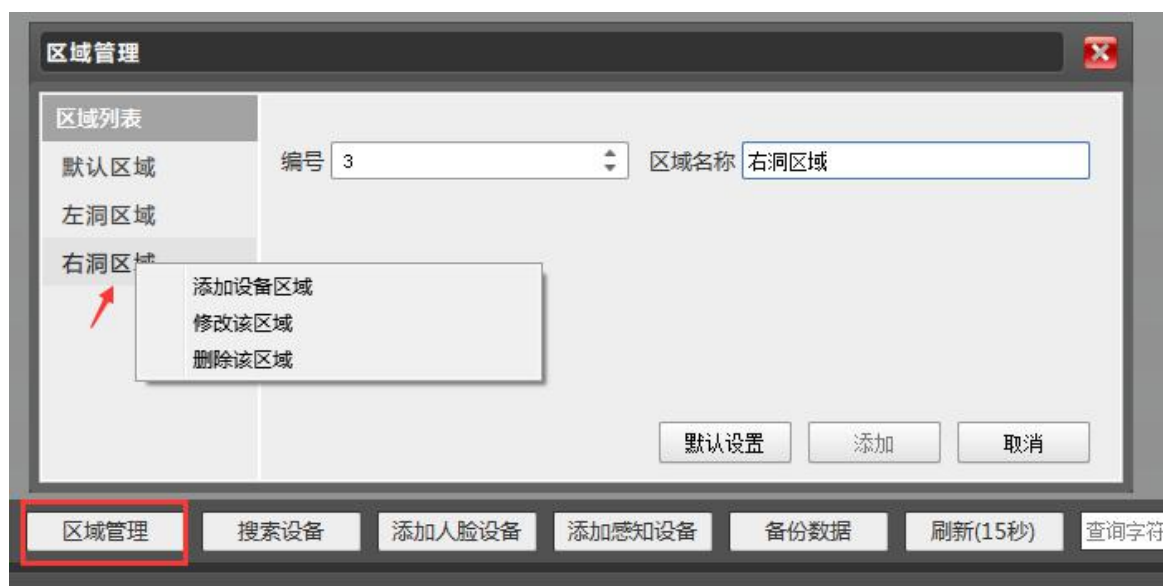 区域管理
区域列表
默认区域
左洞区域
右洞区域
编号 3 区域名称 右洞区域
添加设备区域
修改该区域
删除该区域
默认设置 添加 取消
区域管理 搜索设备 添加人脸设备 添加感知设备 备份数据 刷新(15秒) 查询字符